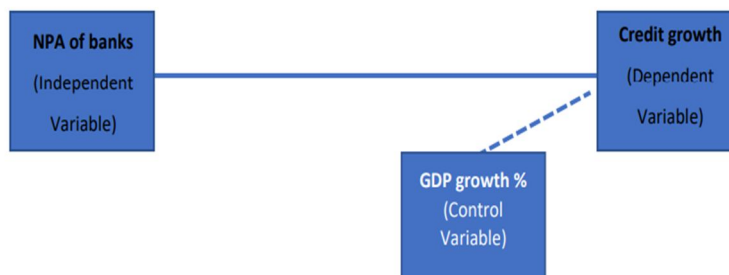 NPA of banks
(Independent
Variable)
Credit growth
(Dependent
Variable)
GDP growth %
(Control
Variable)